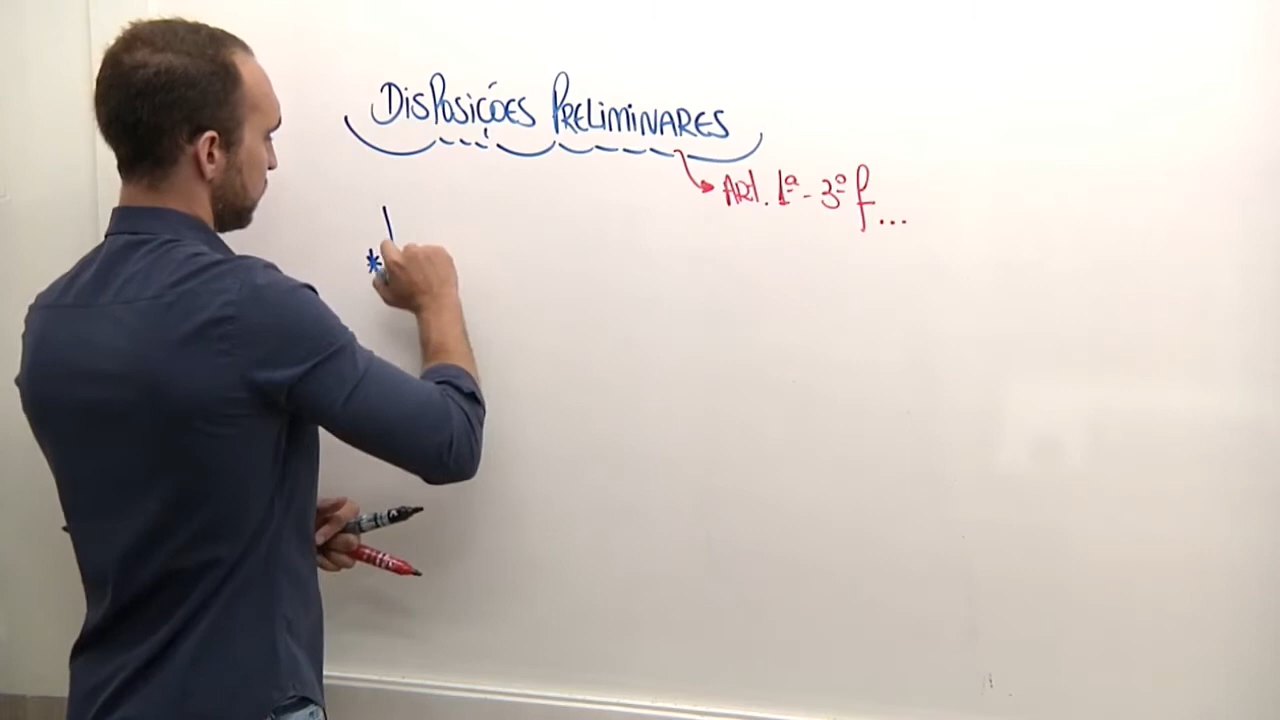 DISPOSIÇÕES PRELIMINARES
ART. 1º - 3º f...
*